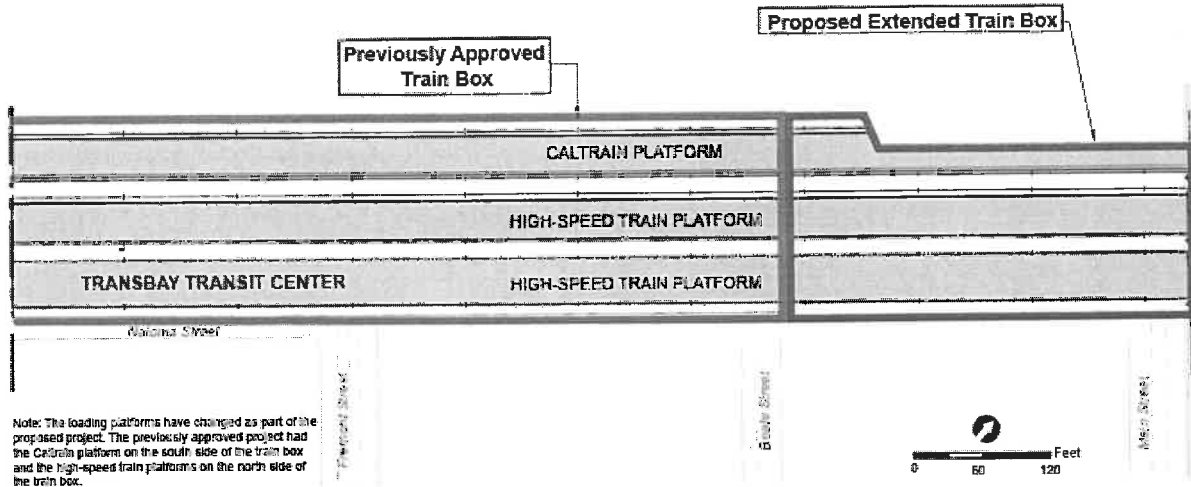 Proposed Extended Train Box
Previously Approved
Train Box
CALTRAIN PLATFORM
HIGH-SPEED TRAIN PLATFORM
TRANSBAY TRANSIT CENTER
HIGH-SPEED TRAIN PLATFORM
Natoma Street
Fremont Street
Beale Street
Main Street
Note: The loading platforms have changed as part of the
proposed project. The previously approved project had
the Caltrain platform on the south side of the train box
and the high-speed train platforms on the north side of
the train box.
Feet
0 60 120